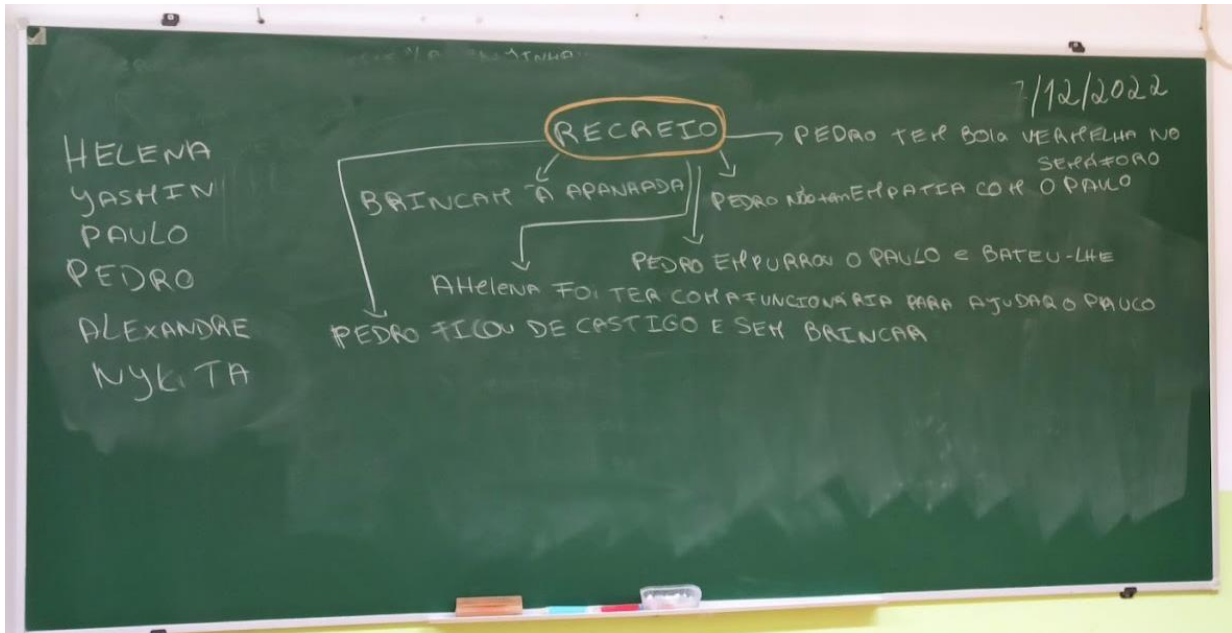 /12/2022
HELENA
YASMIN
PAULO
PEDRO
ALEXANDRE
NYKITA
RECREIO
PEDRO TEM BOLA VERMELHA NO
SEMÁFORO
BRINCAM À APANHADA
PEDRO NÃO tem EMPATIA COM O PAULO
PEDRO EMPURROU O PAULO e BATEU-LHE
A HeLeNA FOI TER COM A FUNCIONÁRIA PARA AJUDAR O PAULO
PEDRO FICOU DE CASTIGO E SEM BRINCAR